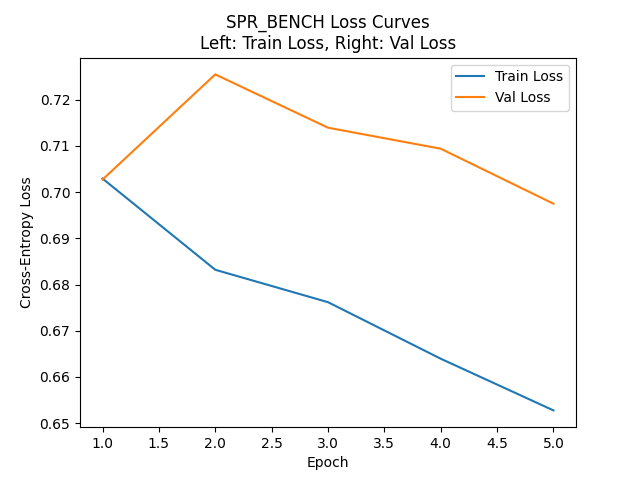 SPR_BENCH Loss Curves
Left: Train Loss, Right: Val Loss
Train Loss
Val Loss
Cross-Entropy Loss
0.72
0.71
0.70
0.69
0.68
0.67
0.66
0.65
1.0 1.5 2.0 2.5 3.0 3.5 4.0 4.5 5.0
Epoch